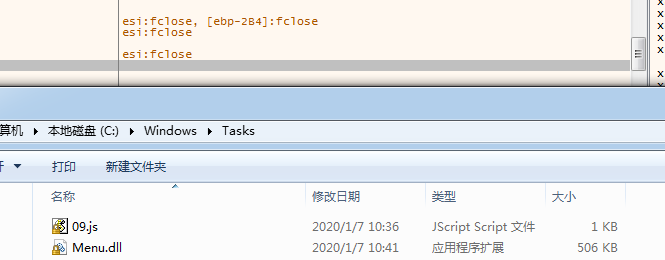 esi:fclose, [ebp-284]:fclose
esi:fclose
esi:fclose
算机 ▸ 本地磁盘 (C:) ▸ Windows ▸ Tasks
打印 新建文件夹
名称 修改日期 类型 大小
09.js 2020/1/7 10:36 JScript Script 文件 1 KB
Menu.dll 2020/1/7 10:41 应用程序扩展 506 KB